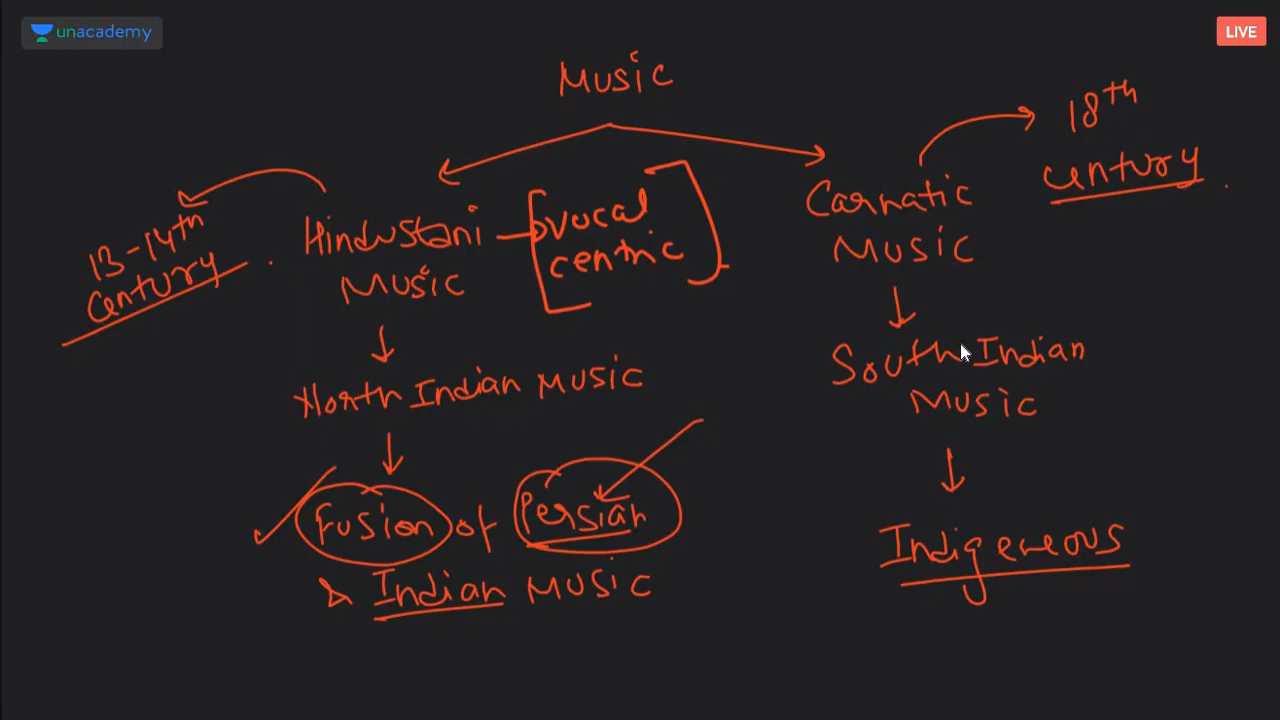 unacademy
LIVE
Music
13-14th
Century
Hindustani
Music
vocal
centric
Carnatic
Music
18th
Century
North Indian Music
Fusion of Persian
& Indian Music
South Indian
Music
Indigeneous